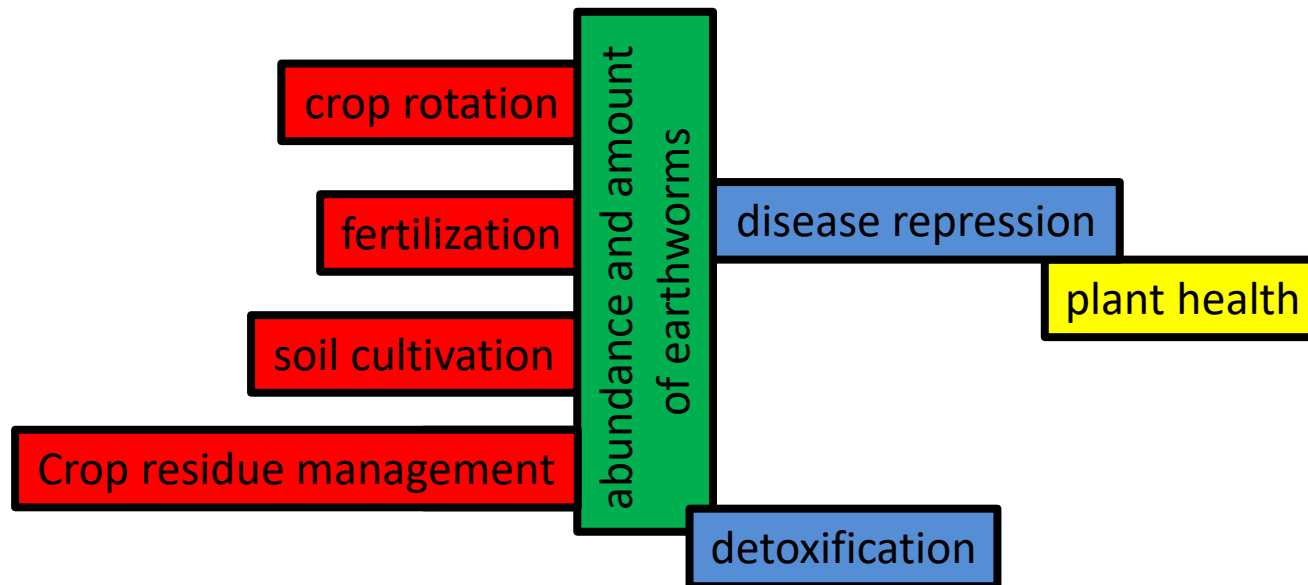 crop rotation
fertilization
soil cultivation
Crop residue management
abundance and amount
of earthworms
disease repression
plant health
detoxification